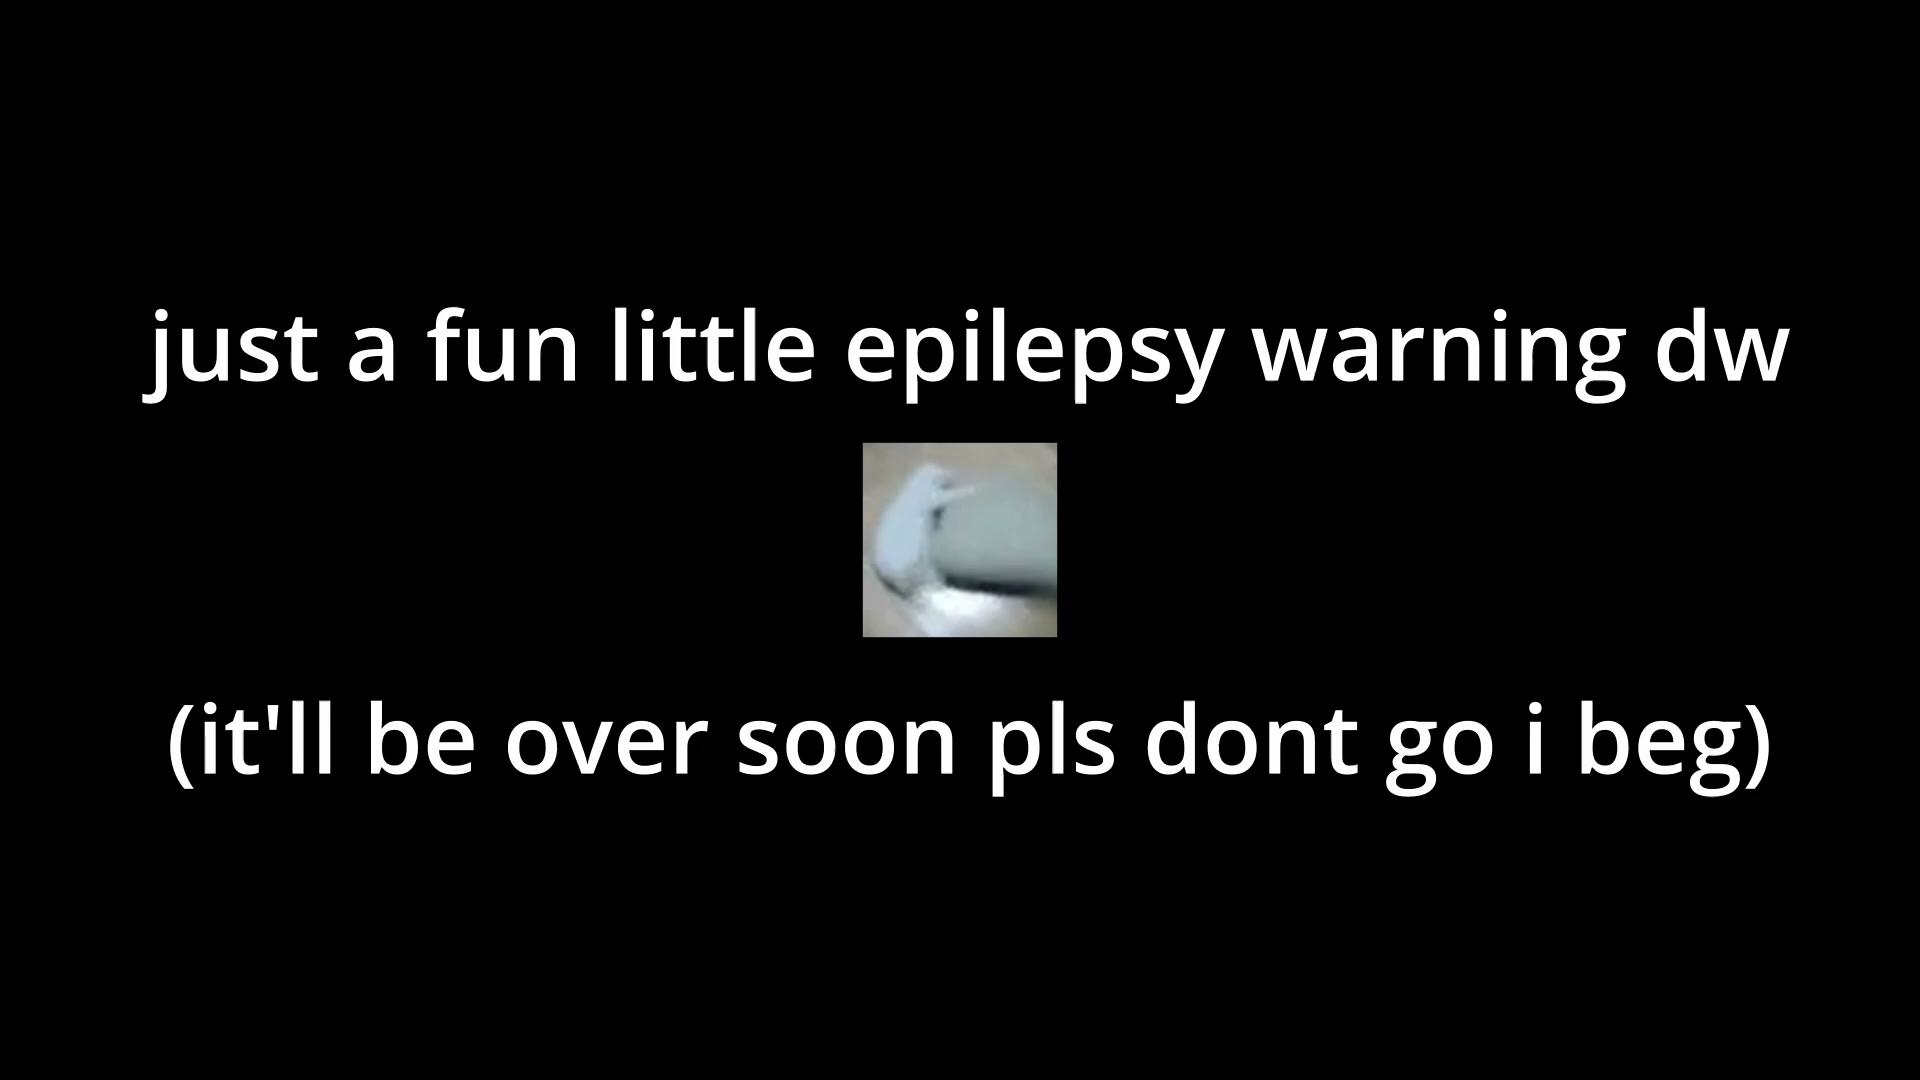 just a fun little epilepsy warning dw
(it'll be over soon pls dont go i beg)